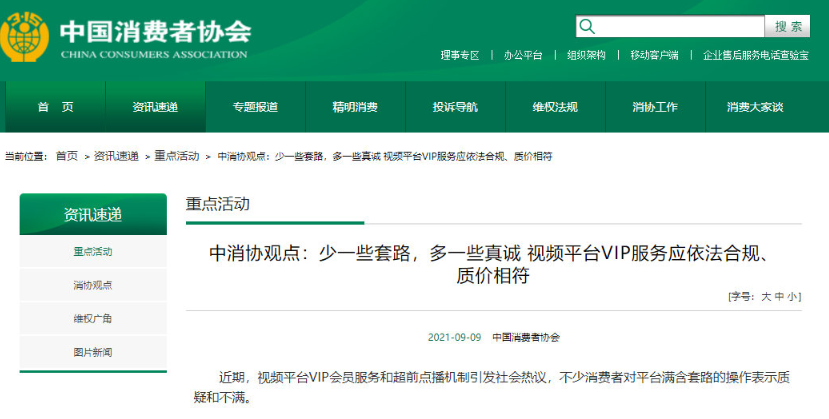 3·15
中国消费者协会
CHINA CONSUMERS ASSOCIATION
搜 索
理事专区 | 办公平台 | 组织架构 | 移动客户端 | 企业售后服务电话查验宝
首 页 资讯速递 专题报道 精明消费 投诉导航 维权法规 消协工作 消费大家谈
当前位置： 首页 > 资讯速递 > 重点活动 > 中消协观点：少一些套路，多一些真诚 视频平台VIP服务应依法合规、质价相符
资讯速递
重点活动
消协观点
维权广角
图片新闻
重点活动
中消协观点：少一些套路，多一些真诚 视频平台VIP服务应依法合规、
质价相符
[字号：大 中 小]
2021-09-09 中国消费者协会
近期，视频平台VIP会员服务和超前点播机制引发社会热议，不少消费者对平台满含套路的操作表示质
疑和不满。